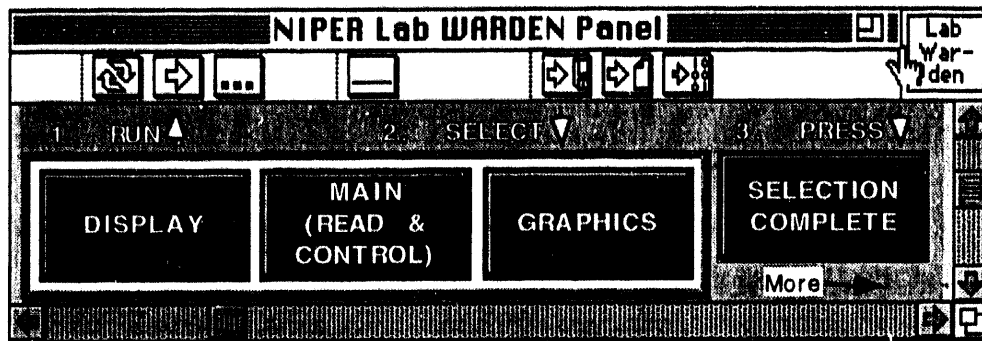 NIPER Lab WARDEN Panel
Lab
War-
den
1. RUN 2. SELECT 3. PRESS
DISPLAY
MAIN
(READ &
CONTROL)
GRAPHICS
SELECTION
COMPLETE
More